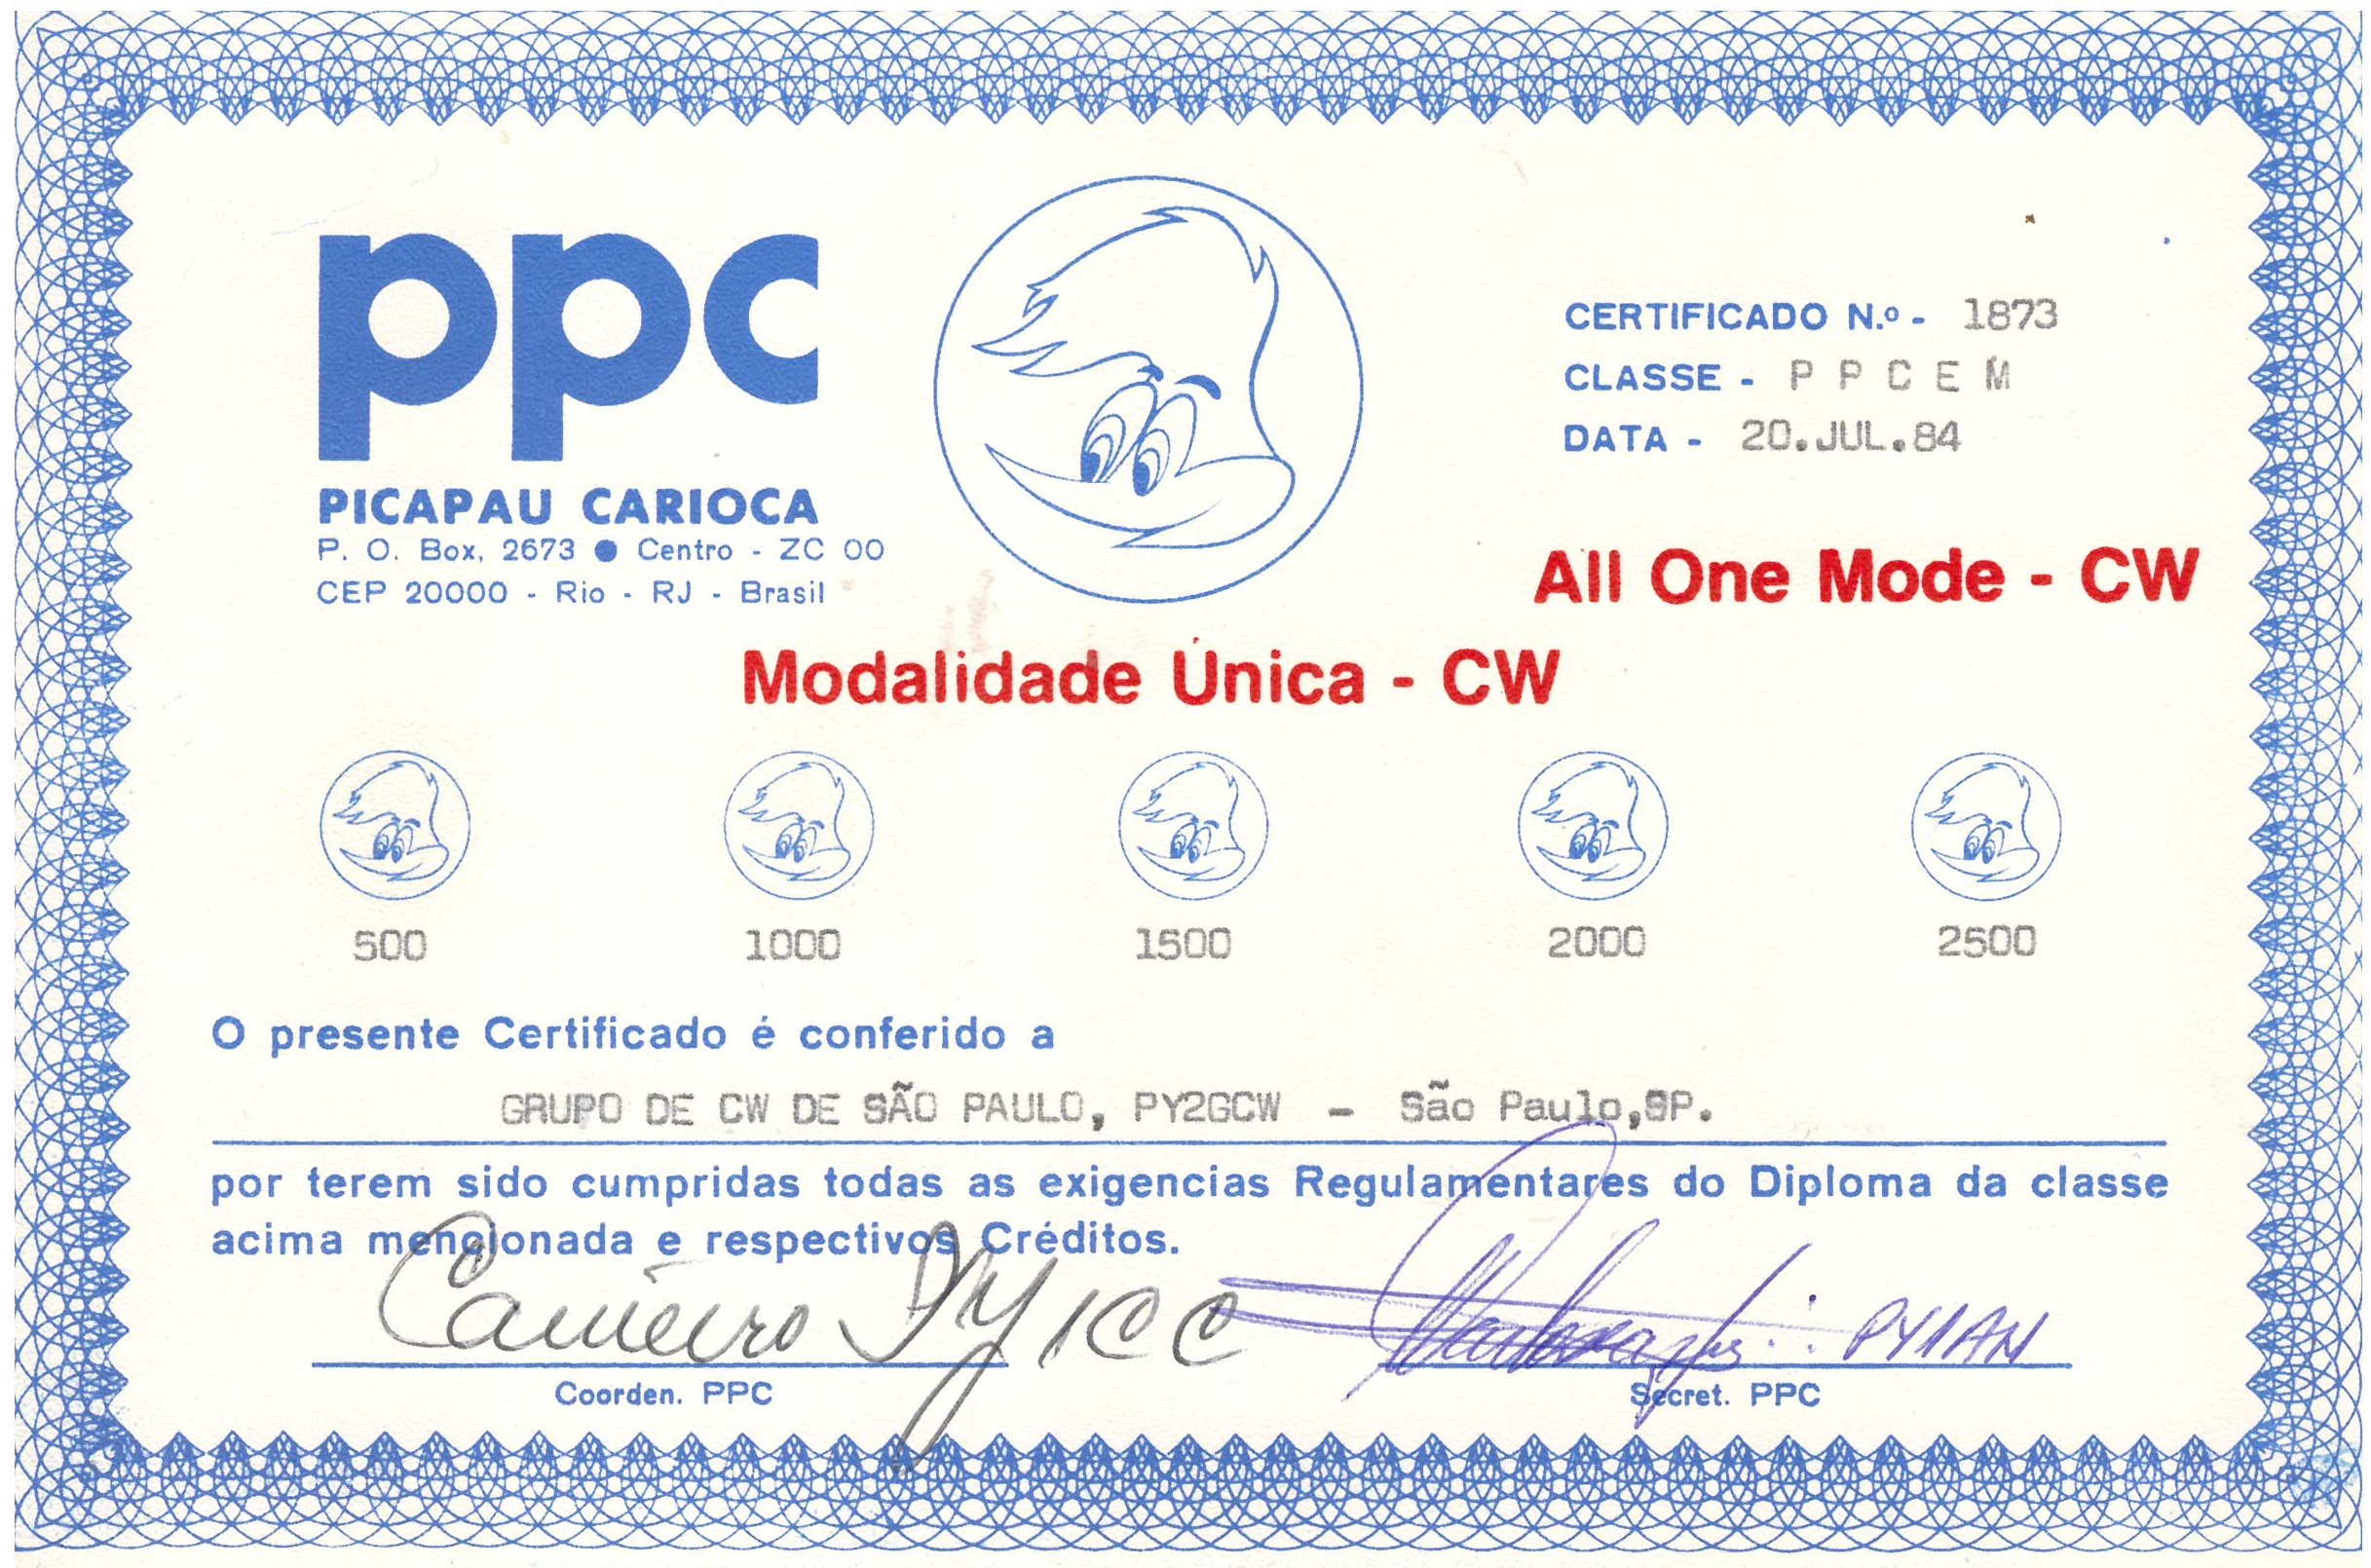 ppc
PICAPAU CARIOCA
P. O. Box, 2673 ● Centro - ZC 00
CEP 20000 - Rio - RJ - Brasil
CERTIFICADO N.º - 1873
CLASSE - P P C E M
DATA - 20.JUL.84
All One Mode - CW
Modalidade Única - CW
500 1000 1500 2000 2500
O presente Certificado é conferido a
GRUPO DE CW DE SÃO PAULO, PY2GCW - São Paulo,SP.
por terem sido cumpridas todas as exigencias Regulamentares do Diploma da classe
acima mencionada e respectivos Créditos.
Carneiro PY1CC
PY1AN
Coorden. PPC
Secret. PPC